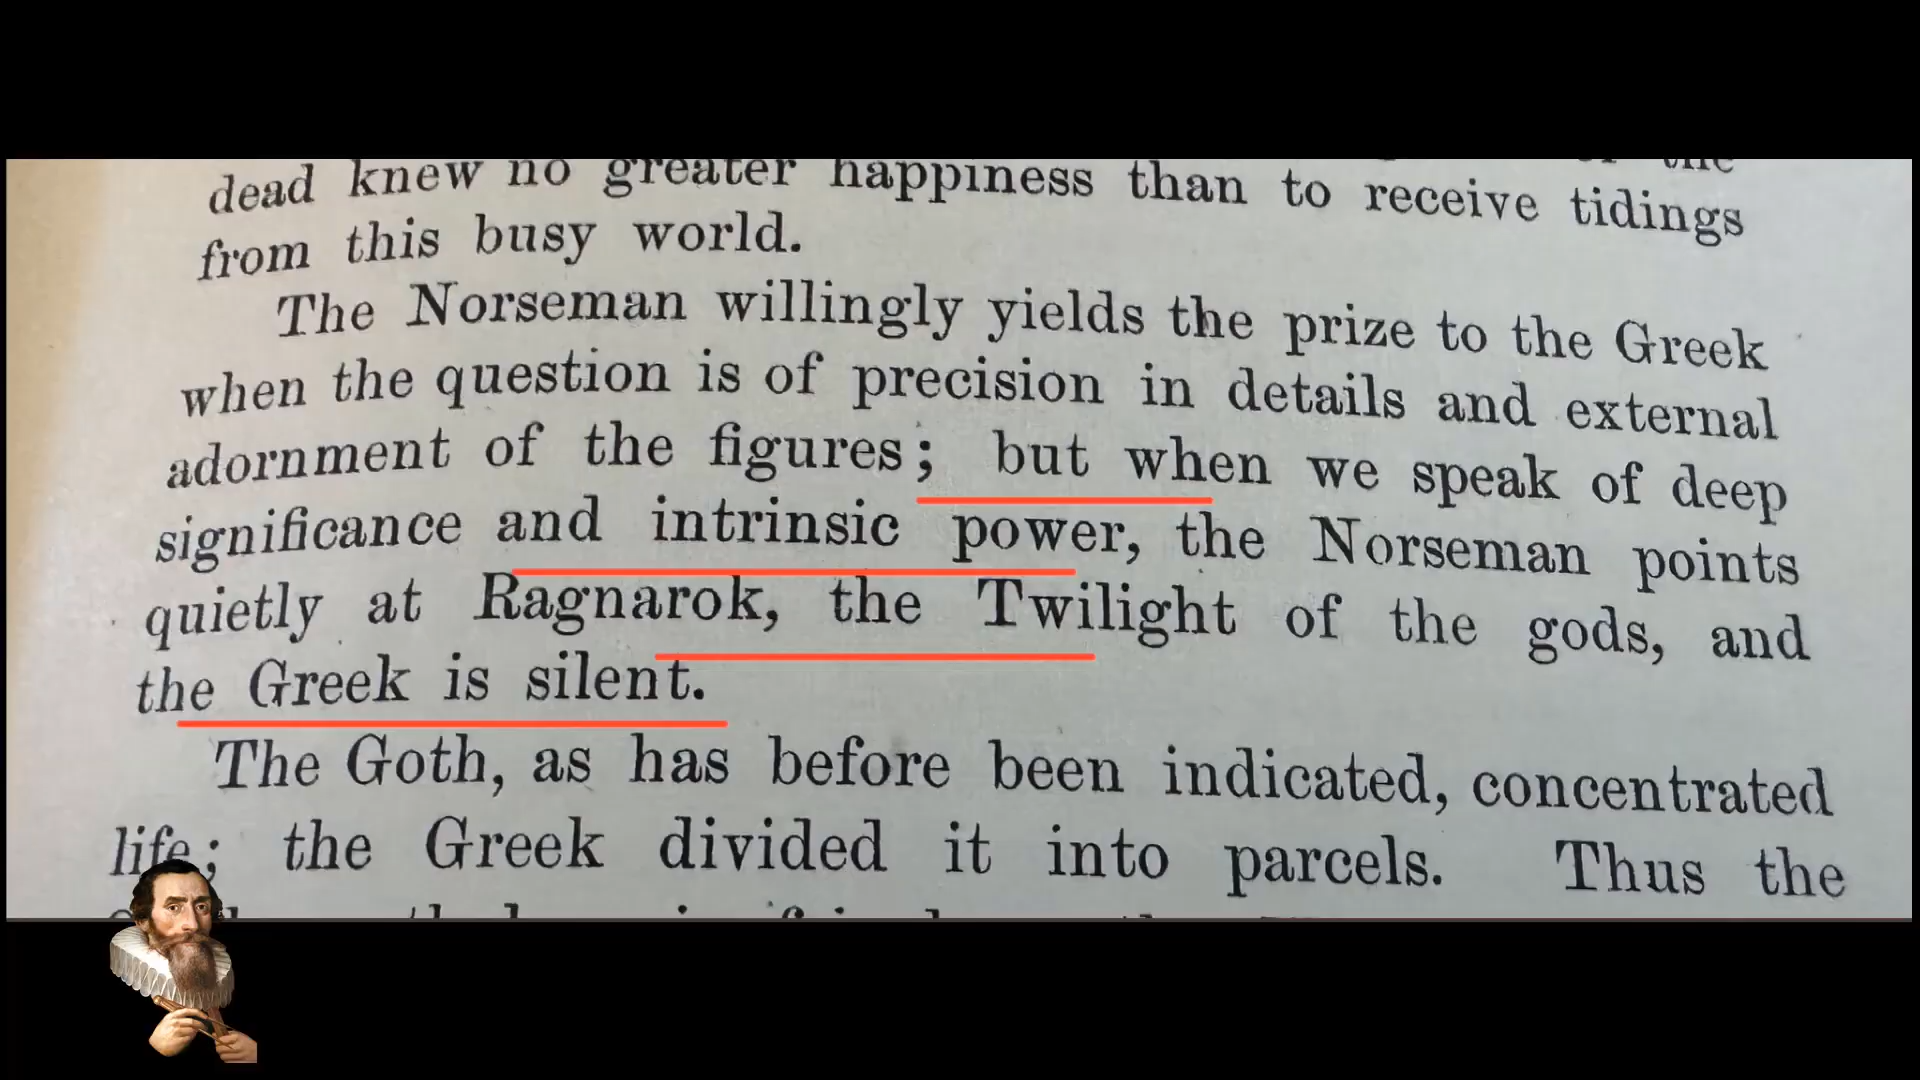 dead knew no greater happiness than to receive tidings
from this busy world.
The Norseman willingly yields the prize to the Greek
when the question is of precision in details and external
adornment of the figures; but when we speak of deep
significance and intrinsic power, the Norseman points
quietly at Ragnarok, the Twilight of the gods, and
the Greek is silent.
The Goth, as has before been indicated, concentrated
life; the Greek divided it into parcels. Thus the